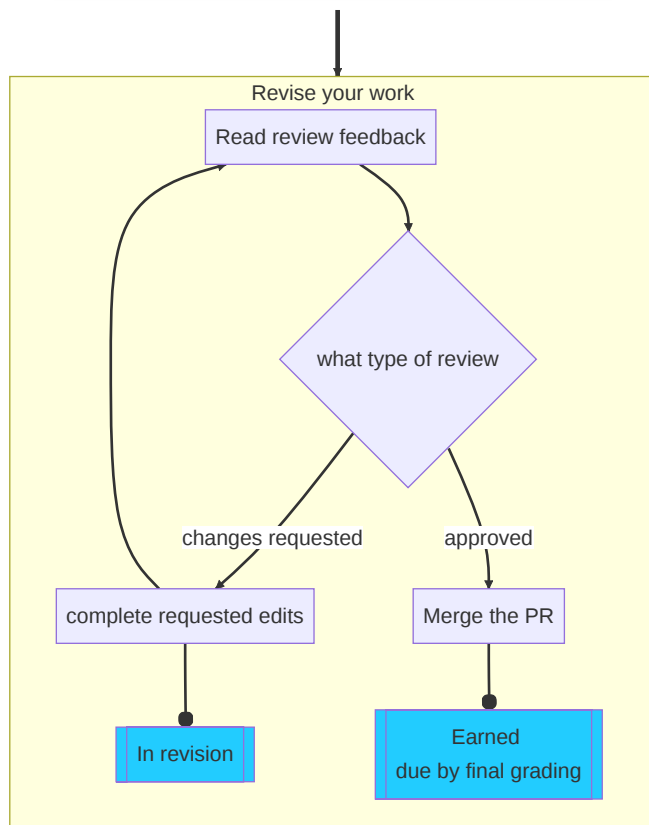 Revise your work
Read review feedback
what type of review
changes requested
approved
complete requested edits
Merge the PR
In revision
Earned
due by final grading